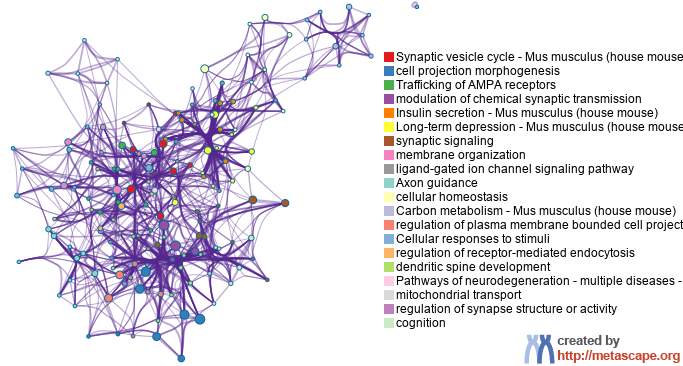 Synaptic vesicle cycle - Mus musculus (house mouse
cell projection morphogenesis
Trafficking of AMPA receptors
modulation of chemical synaptic transmission
Insulin secretion - Mus musculus (house mouse)
Long-term depression - Mus musculus (house mouse
synaptic signaling
membrane organization
ligand-gated ion channel signaling pathway
Axon guidance
cellular homeostasis
Carbon metabolism - Mus musculus (house mouse)
regulation of plasma membrane bounded cell project
Cellular responses to stimuli
regulation of receptor-mediated endocytosis
dendritic spine development
Pathways of neurodegeneration - multiple diseases -
mitochondrial transport
regulation of synapse structure or activity
cognition
created by
http://metascape.org